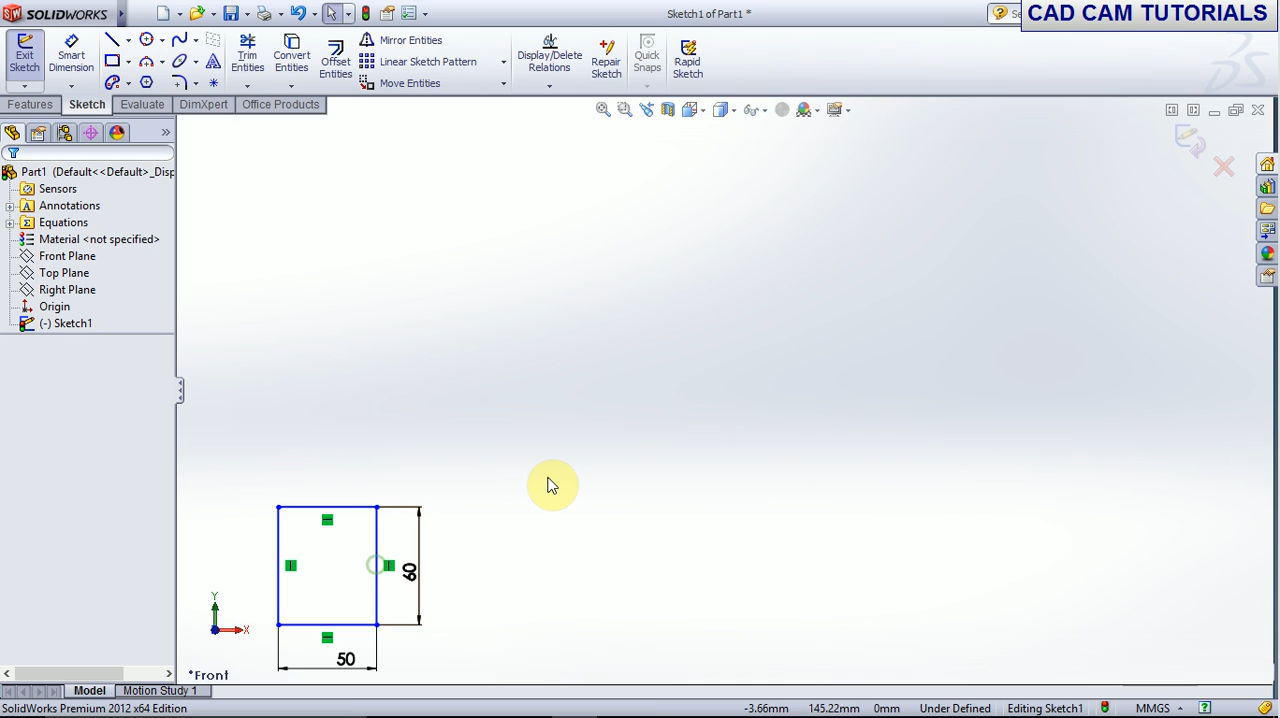 SOLIDWORKS
Sketch1 of Part1 *
CAD CAM TUTORIALS
Exit Sketch
Smart Dimension
Trim Entities
Convert Entities
Offset Entities
Mirror Entities
Linear Sketch Pattern
Move Entities
Display/Delete Relations
Repair Sketch
Quick Snaps
Rapid Sketch
Features
Sketch
Evaluate
DimXpert
Office Products
Part1 (Default<<Default>_Disp
Sensors
Annotations
Equations
Material <not specified>
Front Plane
Top Plane
Right Plane
Origin
(-) Sketch1
60
50
Y
X
*Front
Model
Motion Study 1
SolidWorks Premium 2012 x64 Edition
-3.66mm
145.22mm
0mm
Under Defined
Editing Sketch1
MMGS